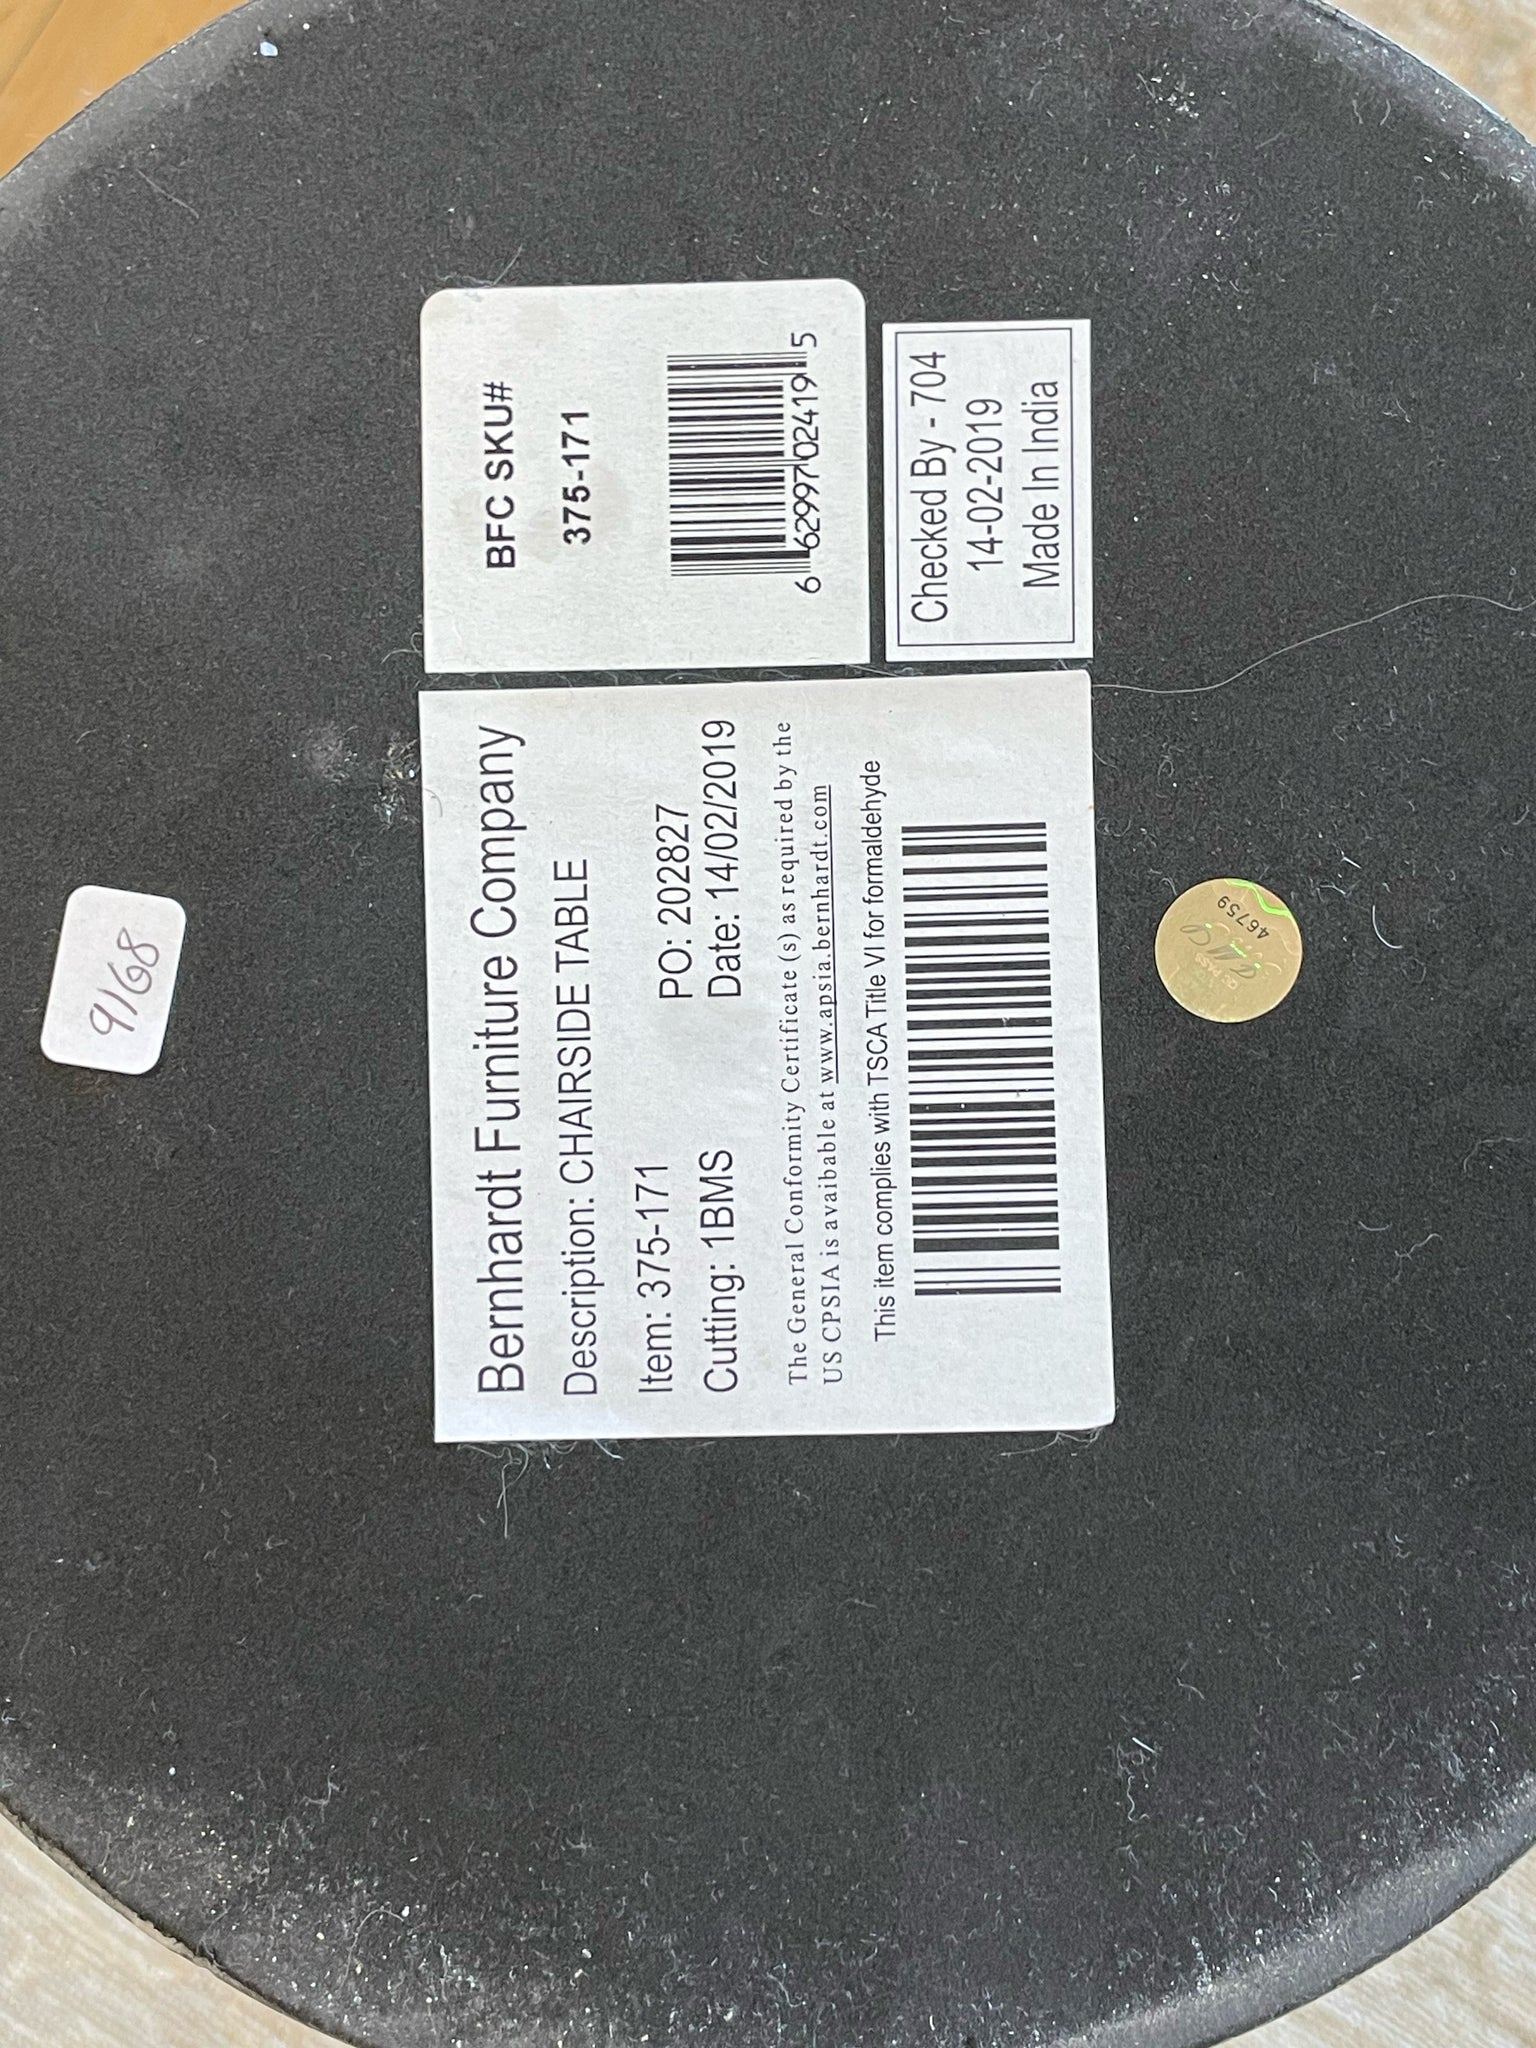 9168
BFC SKU#
375-171
6 62997 02419 5
Checked By - 704
14-02-2019
Made In India
Bernhardt Furniture Company
Description: CHAIRSIDE TABLE
Item: 375-171
PO: 202827
Cutting: 1BMS
Date: 14/02/2019
The General Conformity Certificate (s) as required by the
US CPSIA is avaibable at www.apsia.bernhardt.com
This item complies with TSCA Title VI for formaldehyde
46759